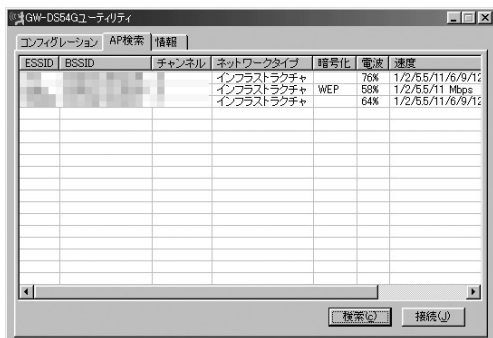 GW-DS54Gユーティリティ
コンフィグレーション AP検索 情報
ESSID BSSID チャンネル ネットワークタイプ 暗号化 電波 速度
インフラストラクチャ 76% 1/2/5.5/11/6/9/12
インフラストラクチャ WEP 58% 1/2/5.5/11 Mbps
インフラストラクチャ 64% 1/2/5.5/11/6/9/12
検索(c) 接続(J)